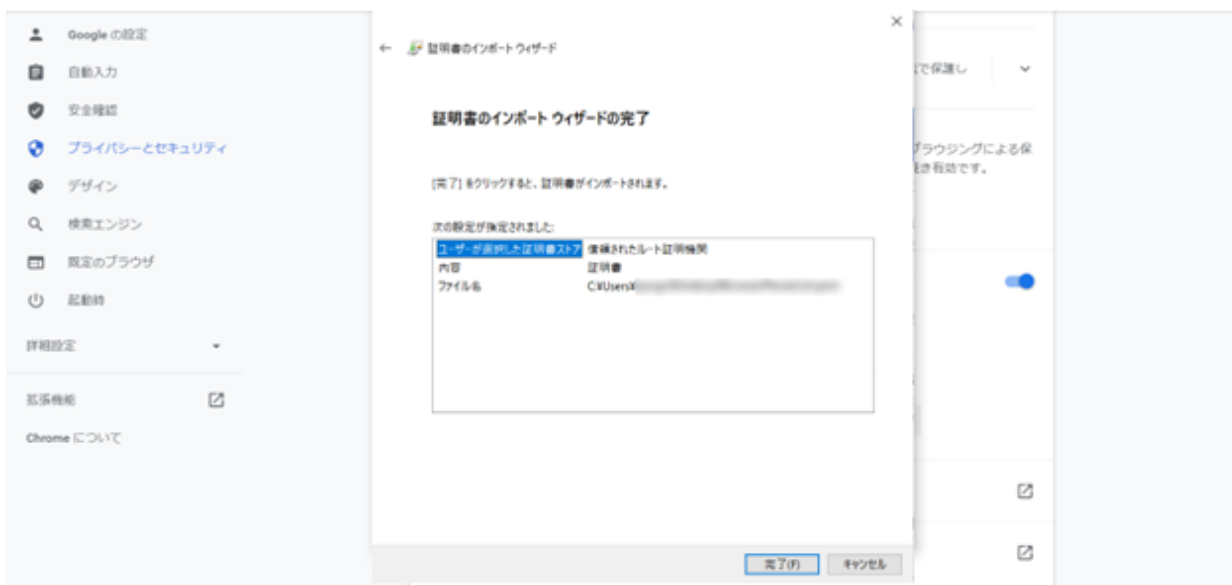 Google の設定
自動入力
安全確認
プライバシーとセキュリティ
デザイン
検索エンジン
既定のブラウザ
起動時
詳細設定
拡張機能
Chrome について
証明書のインポート ウィザード
証明書のインポート ウィザードの完了
[完了] をクリックすると、証明書がインポートされます。
次の設定が指定されました:
ユーザーが選択した証明書ストア 信頼されたルート証明機関
内容 証明書
ファイル名 C:¥Users¥
完了(F) キャンセル
で保護し
ブラウジングによる保
き有効です。